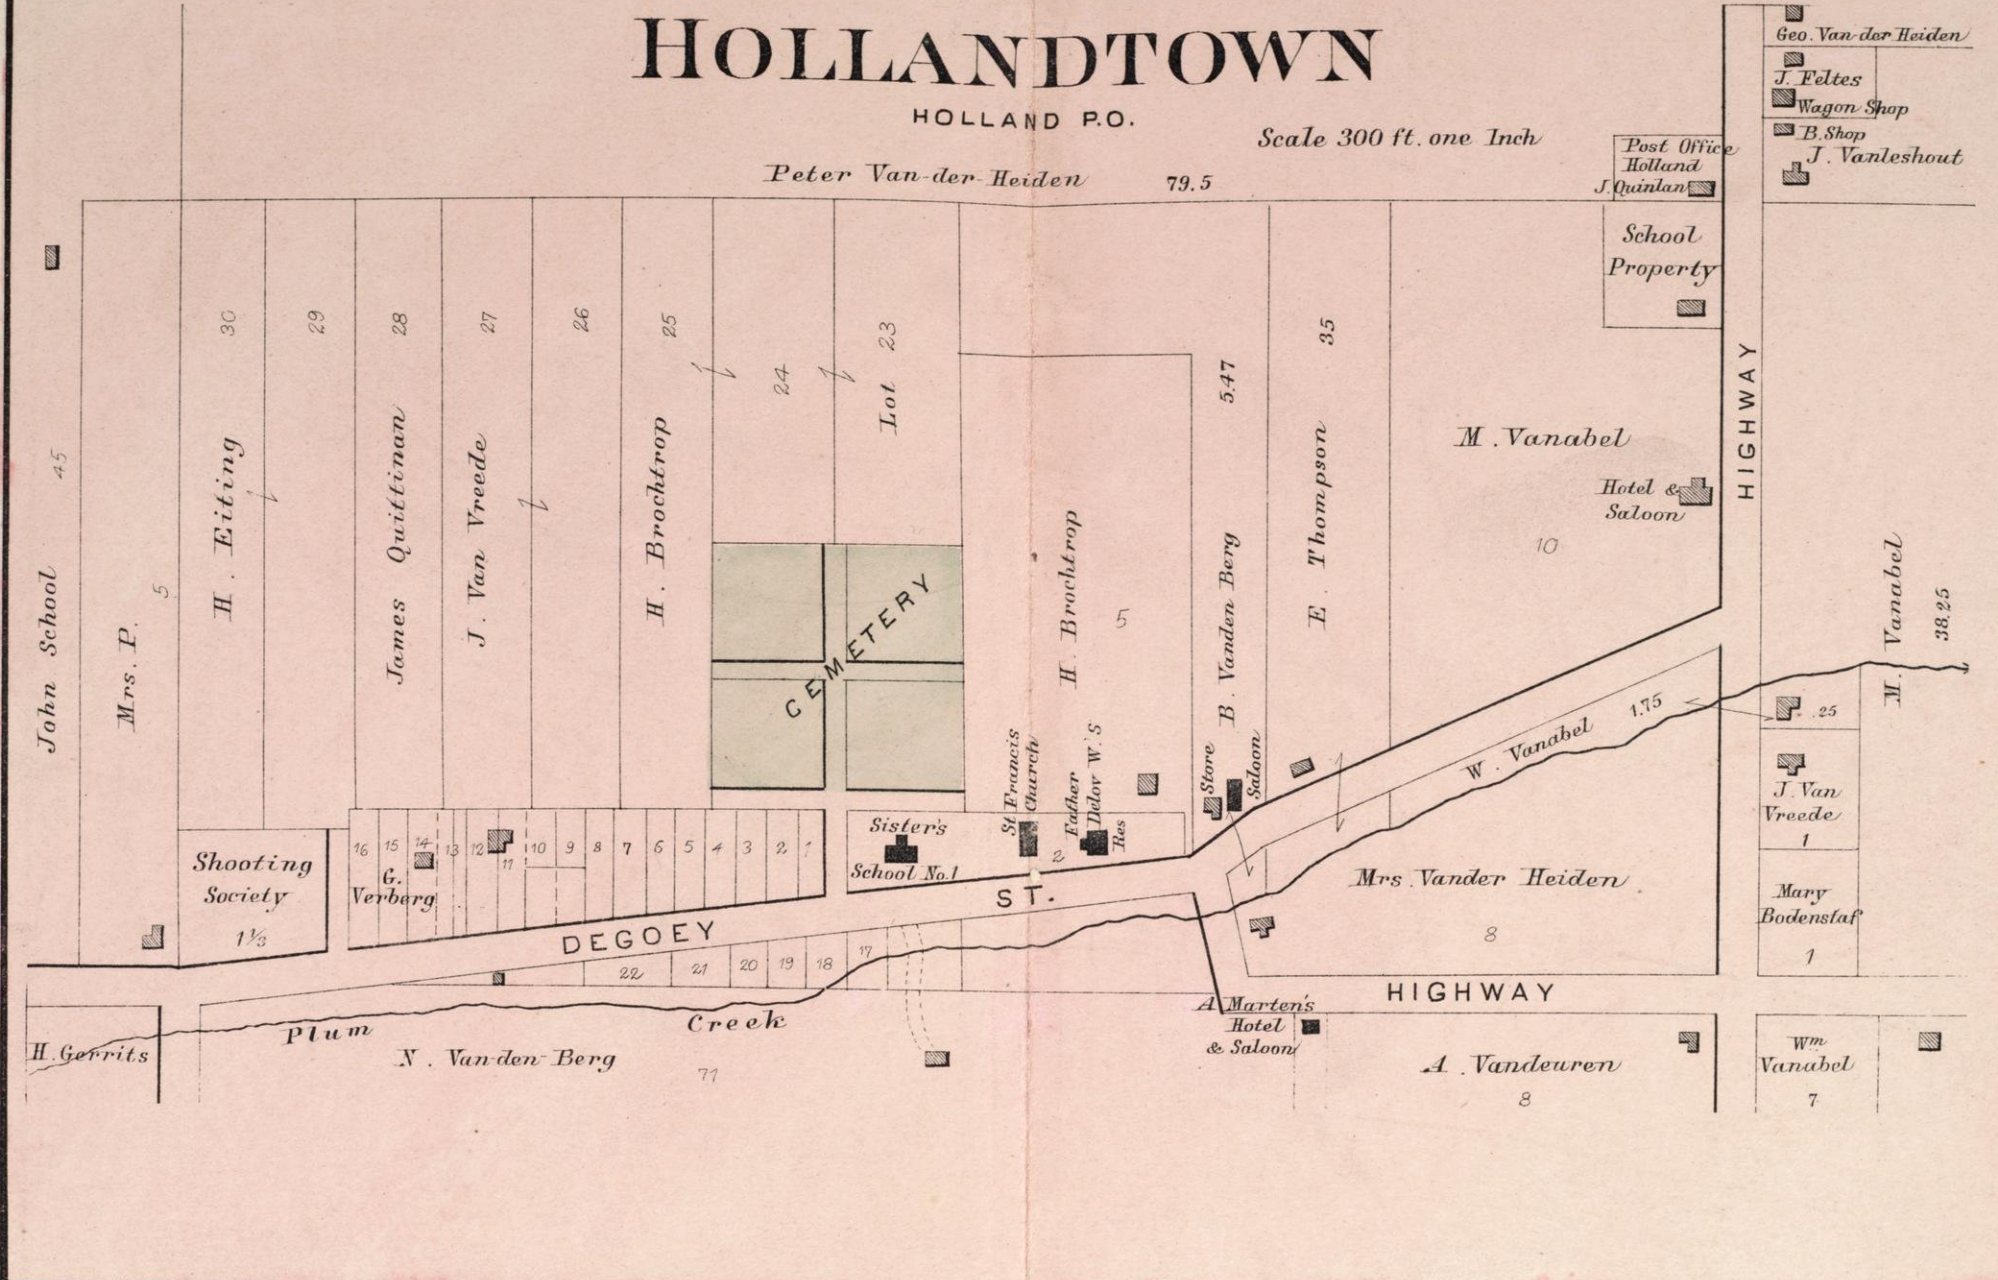 HOLLANDTOWN
HOLLAND P.O.
Scale 300 ft. one Inch
Peter Van-der-Heiden 79.5
Geo. Van-der Heiden
J. Feltes
Wagon Shop
B. Shop
J. Vanleshout
Post Office
Holland
J. Quinlan
School
Property
HIGHWAY
John School 45
Mrs. P. 5
H. Eiting 30
29
James Quittinan 28
J. Van Vreede 27
26
H. Brochtrop 25
24
Lot 23
CEMETERY
H. Brochtrop 5
B. Vanden Berg 5.47
E. Thompson 35
M. Vanabel
Hotel &
Saloon
10
M. Vanabel 38.25
W. Vanabel 1.75
.25
J. Van
Vreede
1
Mary
Bodenstaf
1
St. Francis
Church
Father
Delov W.S
Res
2
Store
Saloon
Sister's
School No.1
Shooting
Society
1⅓
16 15 14 13 12 11 10 9 8 7 6 5 4 3 2 1
G.
Verberg
DEGOEY ST.
22 21 20 19 18 17
Mrs. Vander Heiden
8
HIGHWAY
A Marten's
Hotel
& Saloon
Plum Creek
H. Gerrits
N. Van-den-Berg
71
A. Vandeuren
8
Wm
Vanabel
7